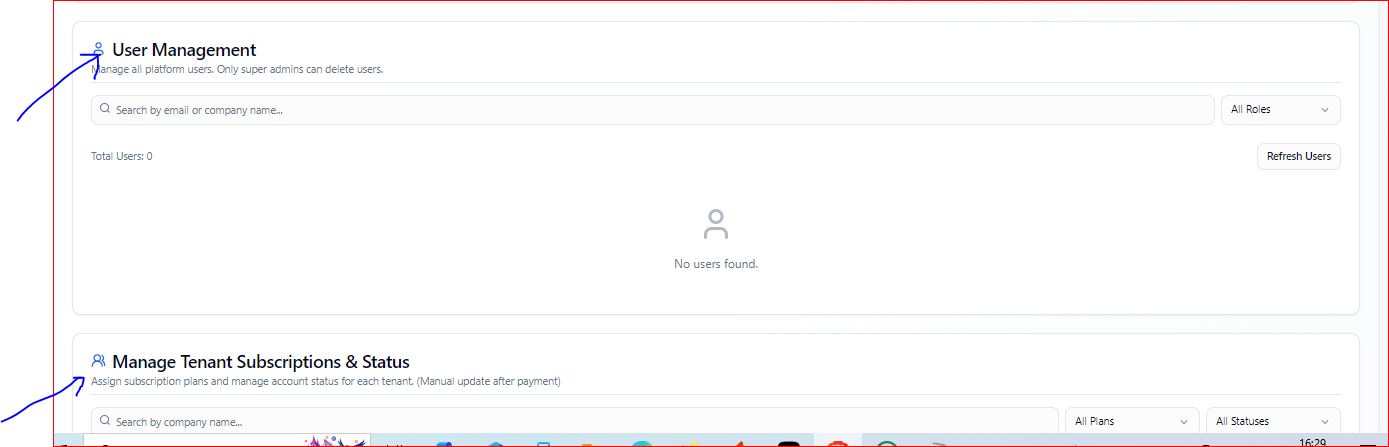 User Management
Manage all platform users. Only super admins can delete users.
Search by email or company name...
All Roles
Total Users: 0
Refresh Users
No users found.
Manage Tenant Subscriptions & Status
Assign subscription plans and manage account status for each tenant. (Manual update after payment)
Search by company name...
All Plans
All Statuses
16:29